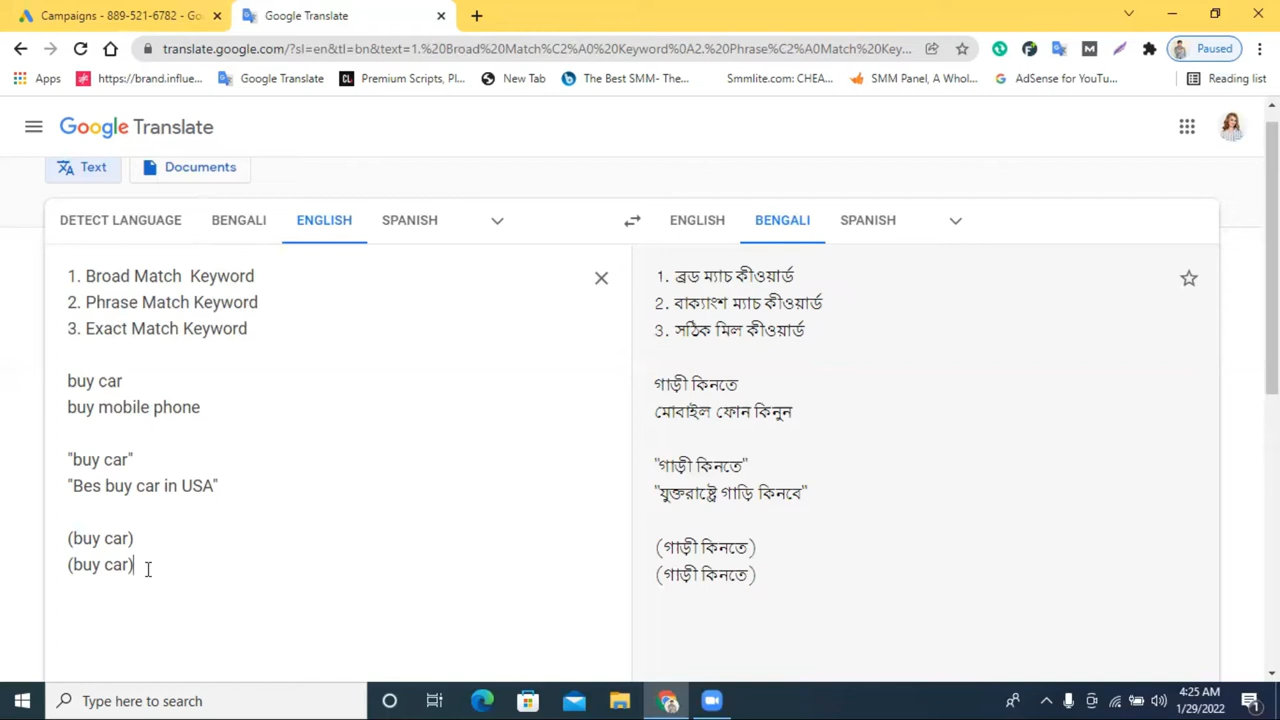 Campaigns - 889-521-6782 - Go
Google Translate
translate.google.com/?sl=en&tl=bn&text=1.%20Broad%20Match%C2%A0%20Keyword%0A2.%20Phrase%C2%A0Match%20Key...
Paused
Apps
https://brand.influe...
Google Translate
Premium Scripts, Pl...
New Tab
The Best SMM- The...
Smmlite.com: CHEA...
SMM Panel, A Whol...
AdSense for YouTu...
Reading list
Google Translate
Text
Documents
DETECT LANGUAGE BENGALI ENGLISH SPANISH
ENGLISH BENGALI SPANISH
1. Broad Match  Keyword
2. Phrase Match Keyword
3. Exact Match Keyword
buy car
buy mobile phone
"buy car"
"Bes buy car in USA"
(buy car)
(buy car)
1. ব্রড ম্যাচ কীওয়ার্ড
2. বাক্যাংশ ম্যাচ কীওয়ার্ড
3. সঠিক মিল কীওয়ার্ড
গাড়ী কিনতে
মোবাইল ফোন কিনুন
"গাড়ী কিনতে"
"যুক্তরাষ্ট্রে গাড়ি কিনবে"
(গাড়ী কিনতে)
(গাড়ী কিনতে)
Type here to search
4:25 AM
1/29/2022
1